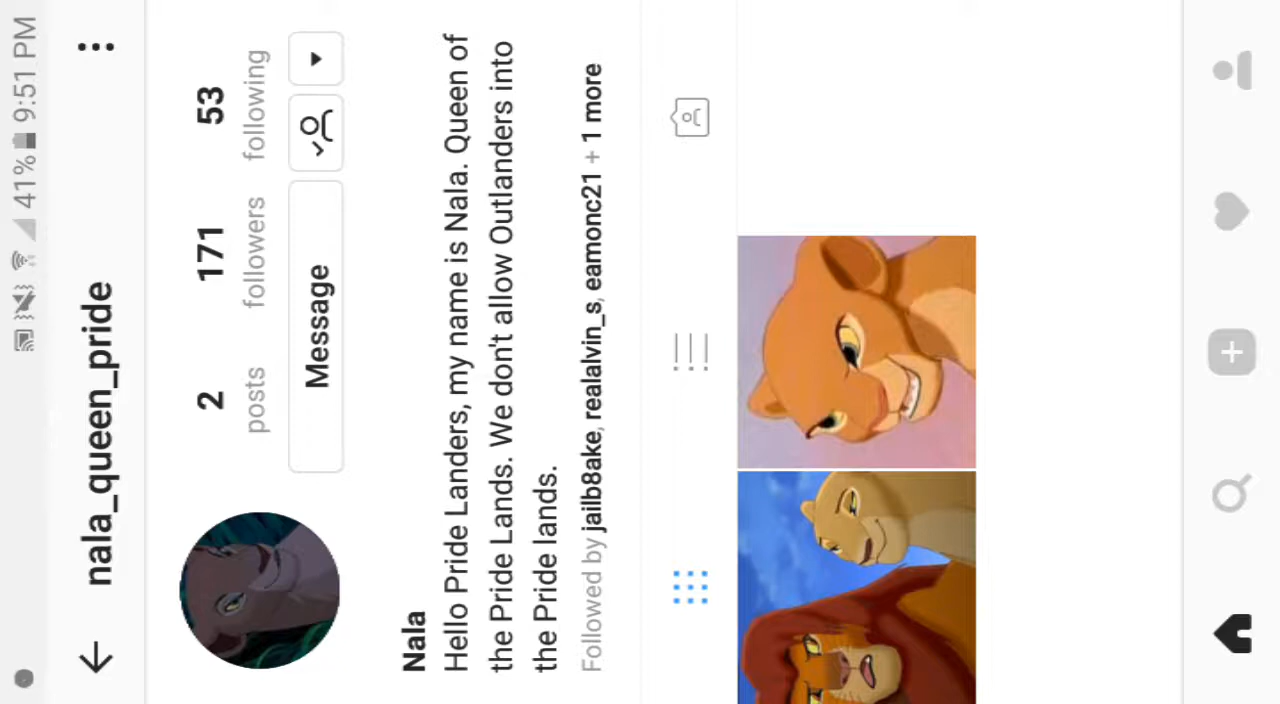 41% 9:51 PM
nala_queen_pride
2 171 53
posts followers following
Message
Nala
Hello Pride Landers, my name is Nala. Queen of
the Pride Lands. We don't allow Outlanders into
the Pride lands.
Followed by jailb8ake, realalvin_s, eamonc21 + 1 more